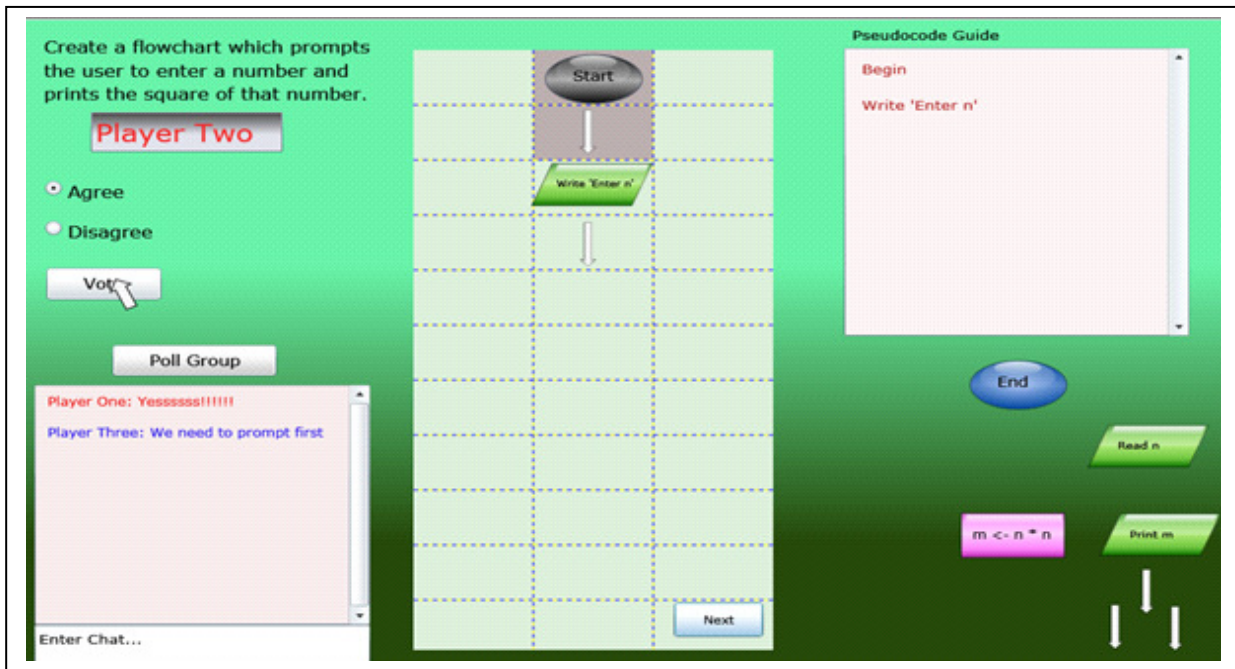 Create a flowchart which prompts
the user to enter a number and
prints the square of that number.
Player Two
Agree
Disagree
Poll Group
Player One: Yessssss!!!!!!
Player Three: We need to prompt first
Enter Chat...
Start
Write 'Enter n'
Next
Pseudocode Guide
Begin
Write 'Enter n'
End
Read n
m <- n * n
Print m